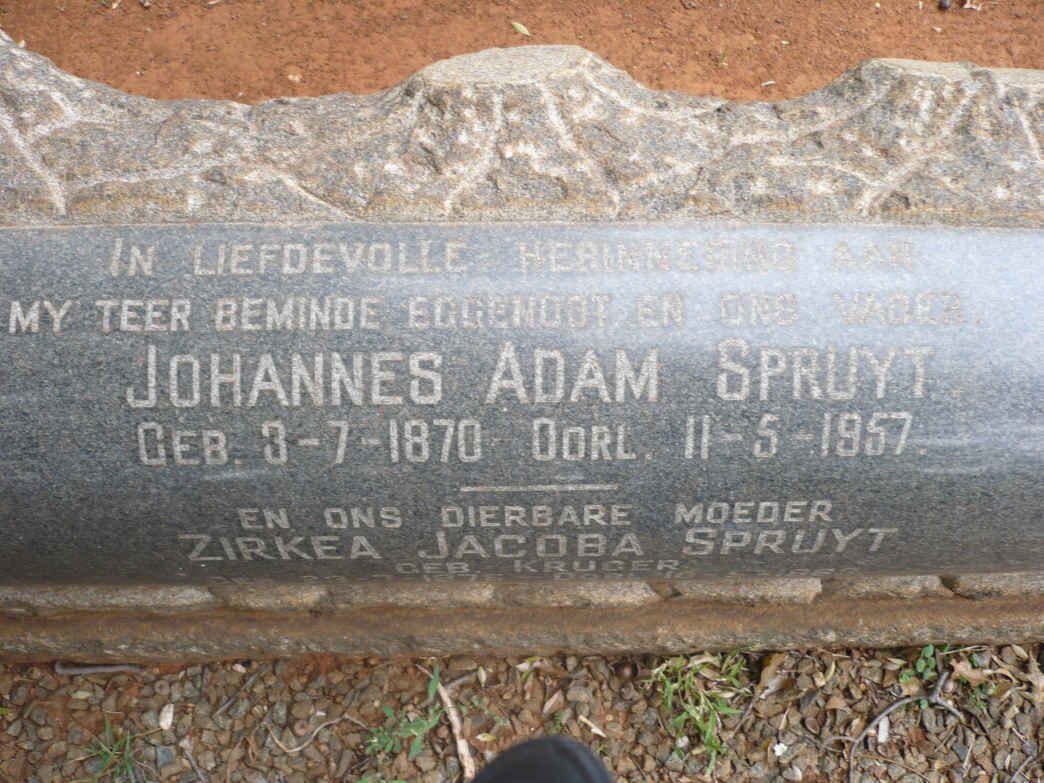 IN LIEFDEVOLLE HERINNERING AAN
MY TEER BEMINDE EGGENOOT EN ONS VADER,
JOHANNES ADAM SPRUYT.
GEB. 3-7-1870 OORL. 11-5-1957.
EN ONS DIERBARE MOEDER
ZIRKEA JACOBA SPRUYT
GEB. KRUGER